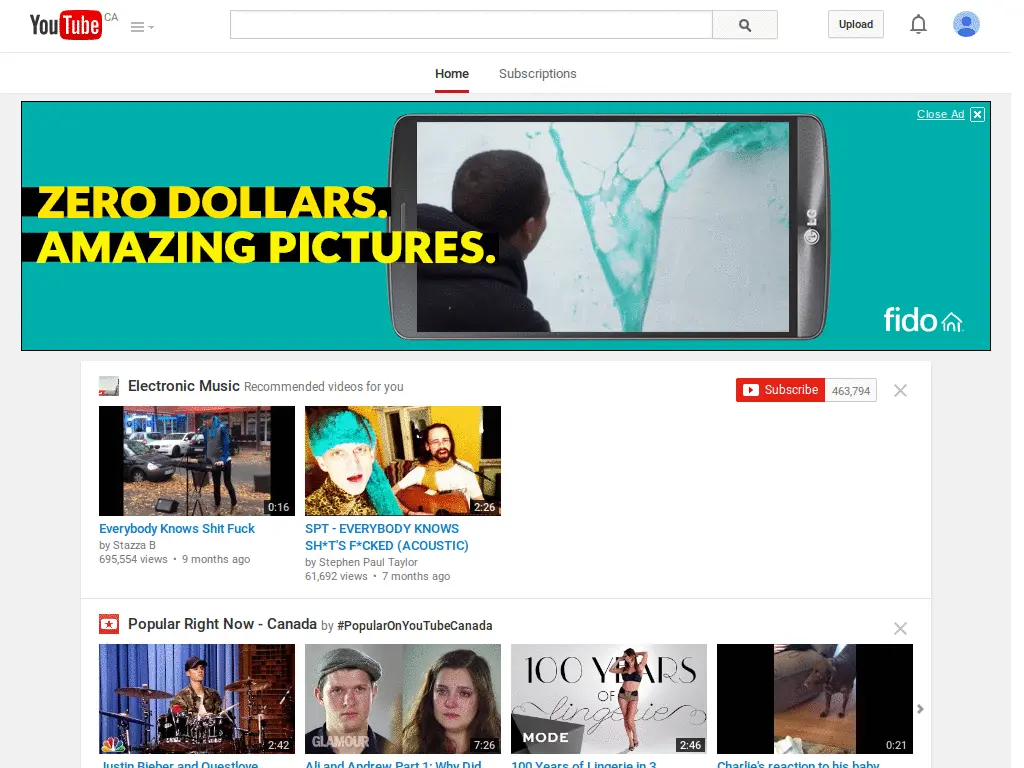 YouTube CA
Upload
Home Subscriptions
Close Ad
ZERO DOLLARS.
AMAZING PICTURES.
LG
fido
Electronic Music Recommended videos for you
Subscribe 463,794
0:16
2:26
Everybody Knows Shit Fuck
by Stazza B
695,554 views • 9 months ago
SPT - EVERYBODY KNOWS
SH*T'S F*CKED (ACOUSTIC)
by Stephen Paul Taylor
61,692 views • 7 months ago
Popular Right Now - Canada by #PopularOnYouTubeCanada
2:42
GLAMOUR
7:26
100 YEARS
OF
lingerie
MODE
2:46
0:21
Justin Bieber and Questlove
Ali and Andrew Part 1: Why Did
100 Years of Lingerie in 3
Charlie's reaction to his baby